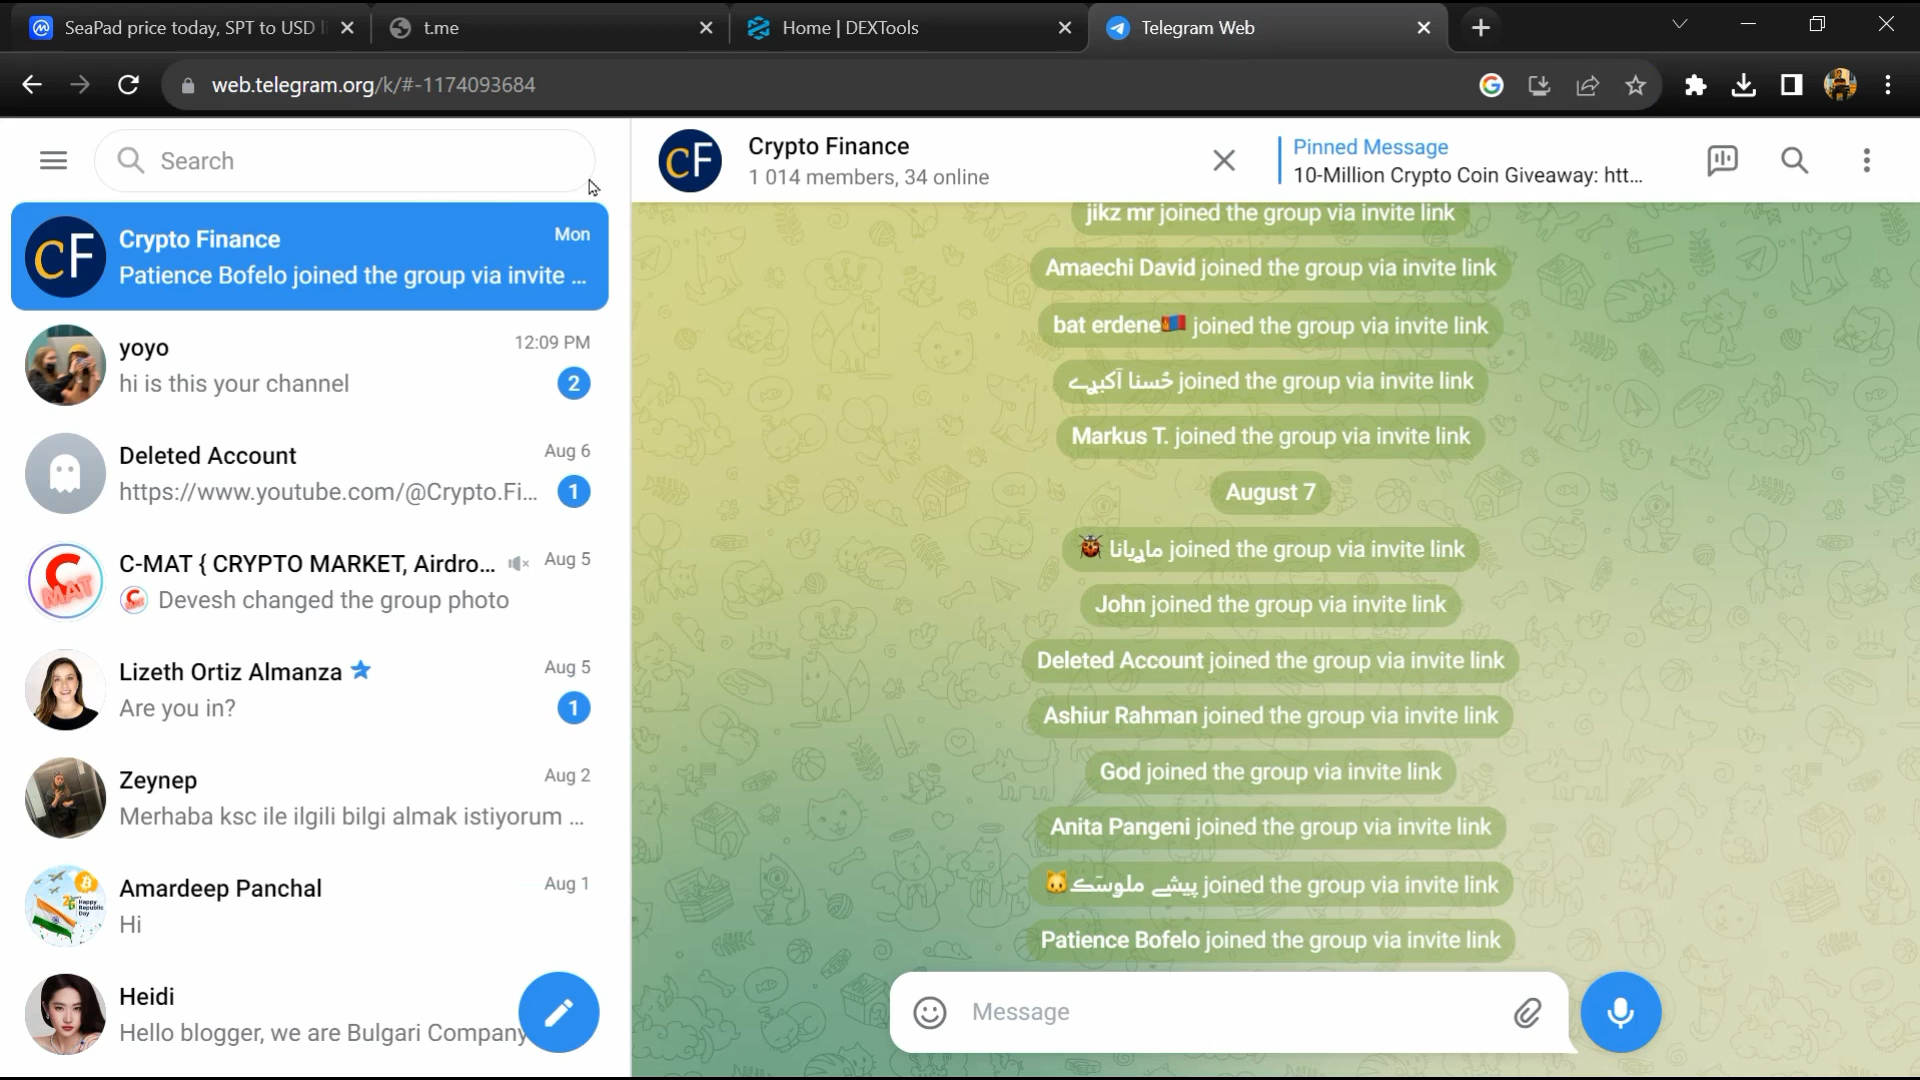 SeaPad price today, SPT to USD li
t.me
Home | DEXTools
Telegram Web
web.telegram.org/k/#-1174093684
Search
CF
Crypto Finance
Mon
Patience Bofelo joined the group via invite ...
yoyo
12:09 PM
hi is this your channel
2
Deleted Account
Aug 6
https://www.youtube.com/@Crypto.Fi...
1
C-MAT { CRYPTO MARKET, Airdro...
Aug 5
Devesh changed the group photo
Lizeth Ortiz Almanza
Aug 5
Are you in?
1
Zeynep
Aug 2
Merhaba ksc ile ilgili bilgi almak istiyorum ...
Amardeep Panchal
Aug 1
Hi
Heidi
Hello blogger, we are Bulgari Company
CF
Crypto Finance
1 014 members, 34 online
Pinned Message
10-Million Crypto Coin Giveaway: htt...
jikz mr joined the group via invite link
Amaechi David joined the group via invite link
bat erdene🇲🇳 joined the group via invite link
joined the group via invite link
Markus T. joined the group via invite link
August 7
🐞 joined the group via invite link
John joined the group via invite link
Deleted Account joined the group via invite link
Ashiur Rahman joined the group via invite link
God joined the group via invite link
Anita Pangeni joined the group via invite link
🐱 joined the group via invite link
Patience Bofelo joined the group via invite link
Message